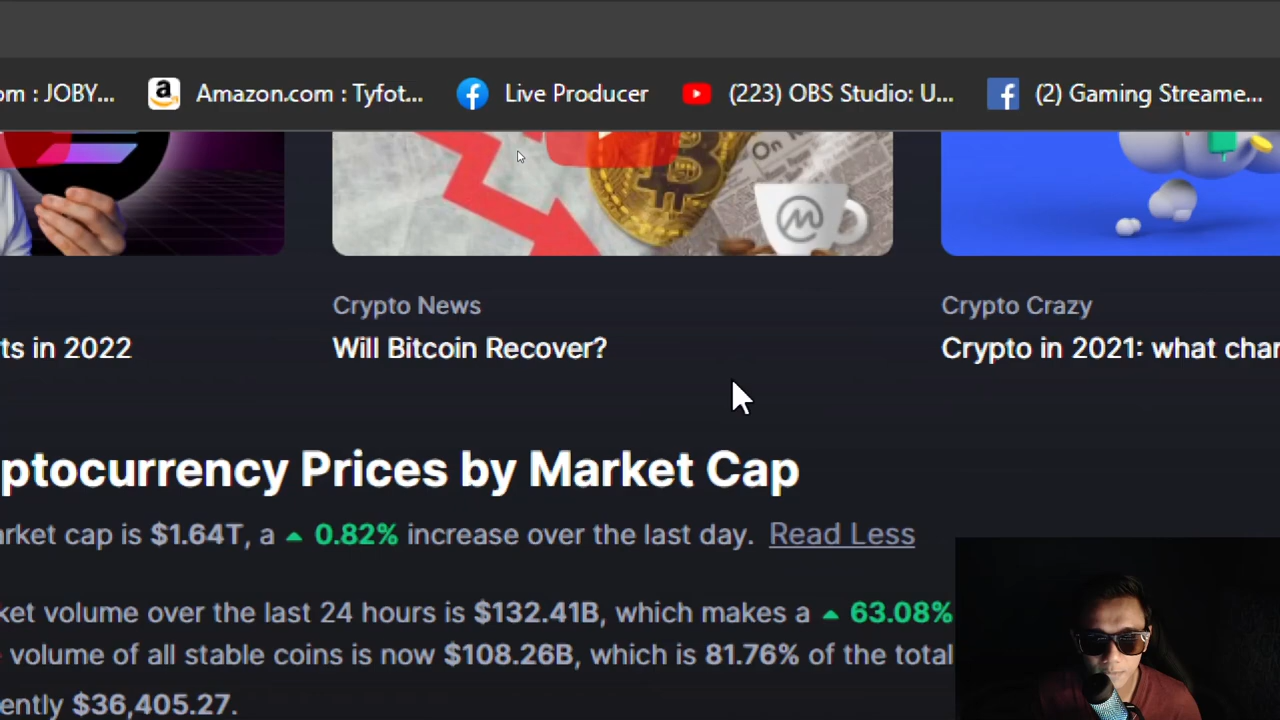 om : JOBY... Amazon.com : Tyfot... Live Producer (223) OBS Studio: U... (2) Gaming Streame...
On
Crypto News Crypto Crazy
ts in 2022 Will Bitcoin Recover? Crypto in 2021: what char
ptocurrency Prices by Market Cap
arket cap is $1.64T, a 0.82% increase over the last day. Read Less
ket volume over the last 24 hours is $132.41B, which makes a 63.08%
volume of all stable coins is now $108.26B, which is 81.76% of the total
ently $36,405.27.